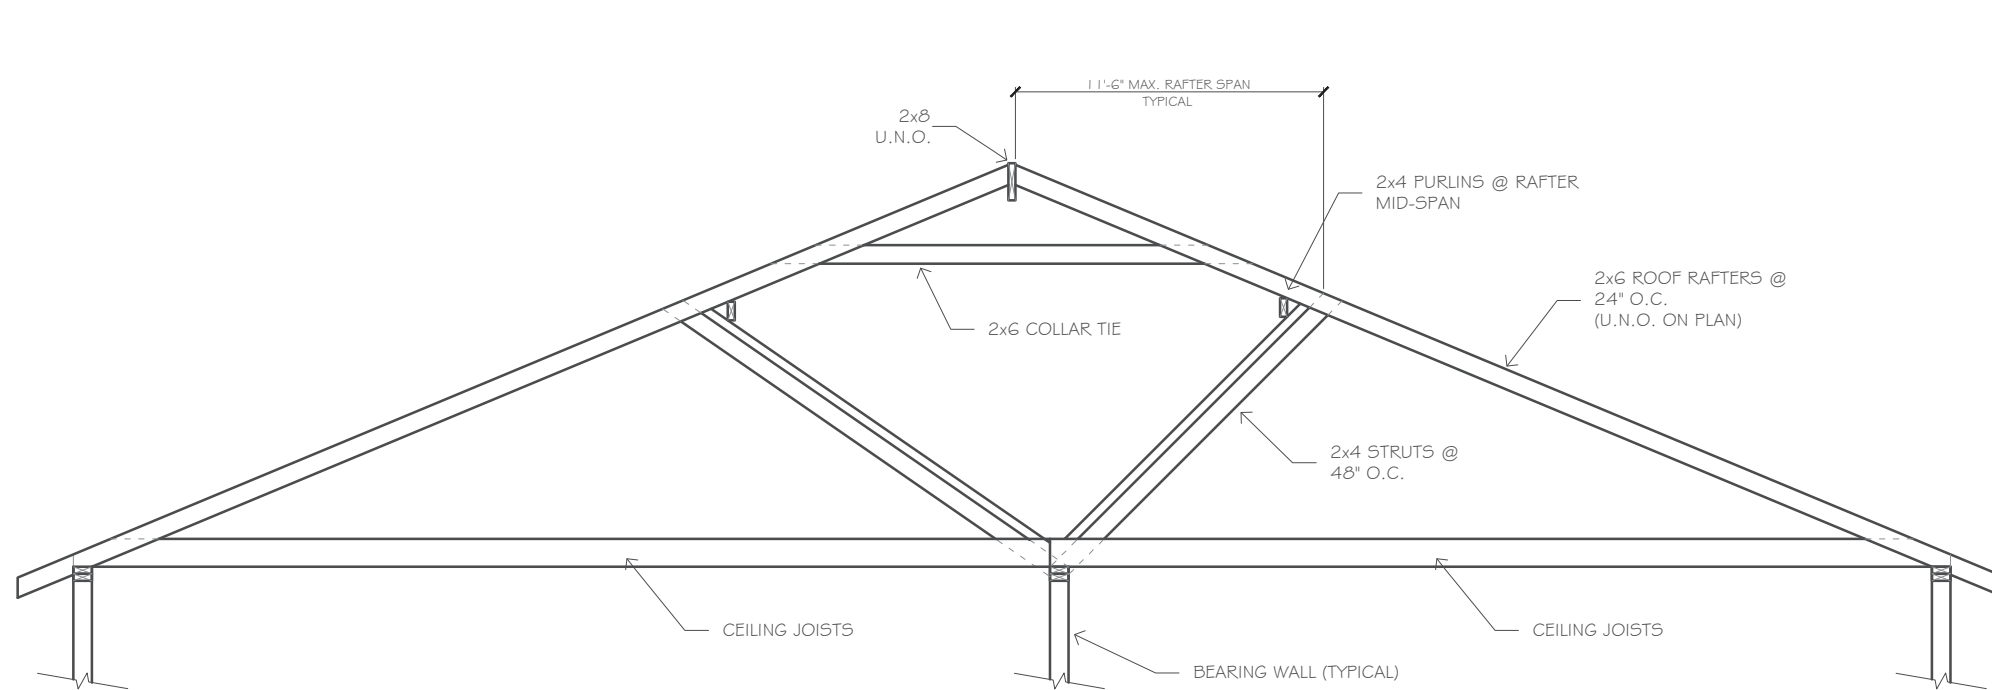 11'-6" MAX. RAFTER SPAN
TYPICAL
2x8
U.N.O.
2x4 PURLINS @ RAFTER
MID-SPAN
2x6 ROOF RAFTERS @
24" O.C.
(U.N.O. ON PLAN)
2x6 COLLAR TIE
2x4 STRUTS @
48" O.C.
CEILING JOISTS
CEILING JOISTS
BEARING WALL (TYPICAL)